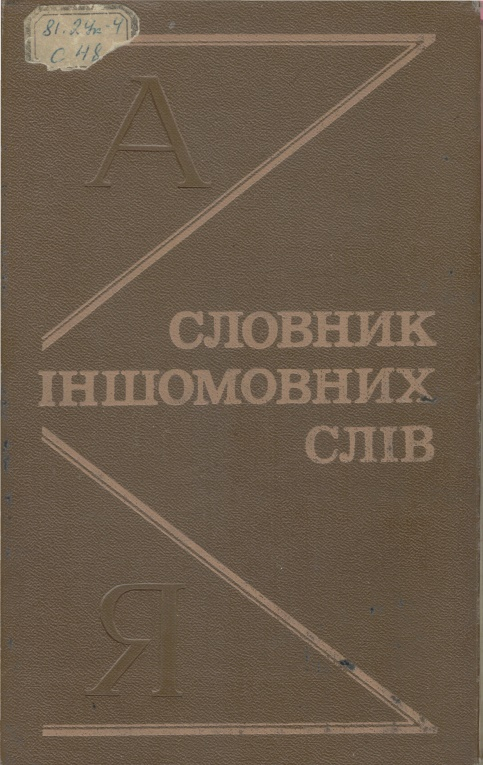 81.2Ук-4
С 48
А
СЛОВНИК
ІНШОМОВНИХ
СЛІВ
Я